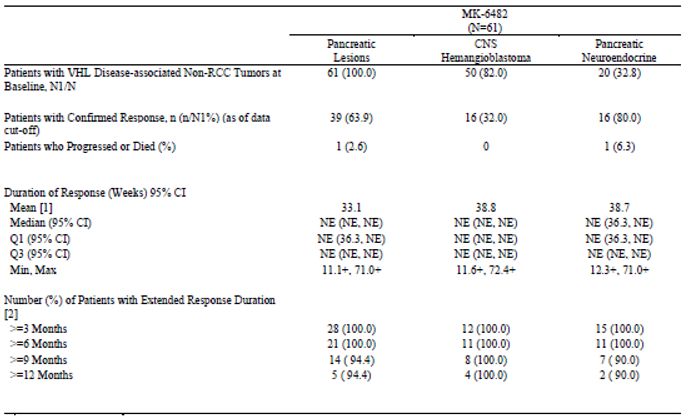 MK-6482
(N=61)
Pancreatic Lesions CNS Hemangioblastoma Pancreatic Neuroendocrine
Patients with VHL Disease-associated Non-RCC Tumors at 61 (100.0) 50 (82.0) 20 (32.8)
Baseline, N1/N
Patients with Confirmed Response, n (n/N1%) (as of data 39 (63.9) 16 (32.0) 16 (80.0)
cut-off)
Patients who Progressed or Died (%) 1 (2.6) 0 1 (6.3)
Duration of Response (Weeks) 95% CI
Mean [1] 33.1 38.8 38.7
Median (95% CI) NE (NE, NE) NE (NE, NE) NE (36.3, NE)
Q1 (95% CI) NE (36.3, NE) NE (NE, NE) NE (36.3, NE)
Q3 (95% CI) NE (NE, NE) NE (NE, NE) NE (NE, NE)
Min, Max 11.1+, 71.0+ 11.6+, 72.4+ 12.3+, 71.0+
Number (%) of Patients with Extended Response Duration
[2]
>=3 Months 28 (100.0) 12 (100.0) 15 (100.0)
>=6 Months 21 (100.0) 11 (100.0) 11 (100.0)
>=9 Months 14 ( 94.4) 8 (100.0) 7 ( 90.0)
>=12 Months 5 ( 94.4) 4 (100.0) 2 ( 90.0)